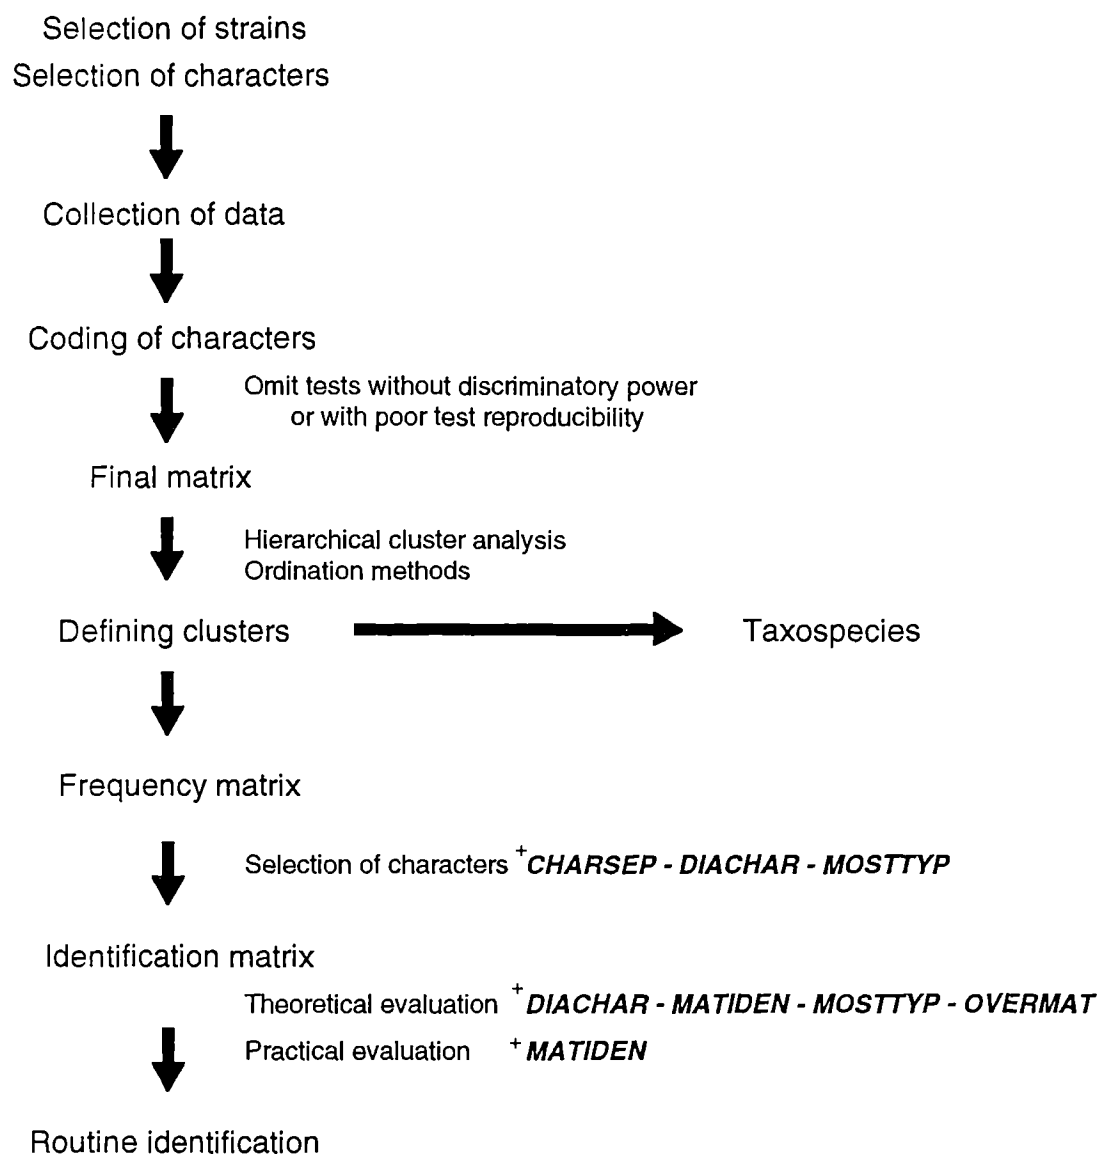 Selection of strains
Selection of characters
Collection of data
Coding of characters
Omit tests without discriminatory power
or with poor test reproducibility
Final matrix
Hierarchical cluster analysis
Ordination methods
Defining clusters
Taxospecies
Frequency matrix
Selection of characters +CHARSEP - DIACHAR - MOSTTYP
Identification matrix
Theoretical evaluation +DIACHAR - MATIDEN - MOSTTYP - OVERMAT
Practical evaluation +MATIDEN
Routine identification